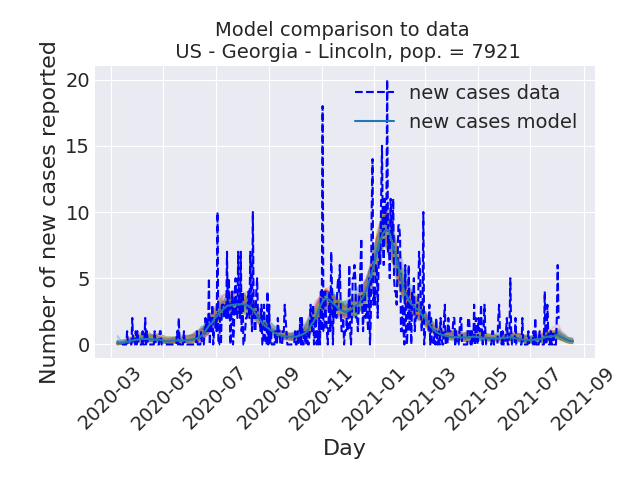 Model comparison to data
US - Georgia - Lincoln, pop. = 7921
new cases data
new cases model
Number of new cases reported
20
15
10
5
0
2020-03
2020-05
2020-07
2020-09
2020-11
2021-01
2021-03
2021-05
2021-07
2021-09
Day